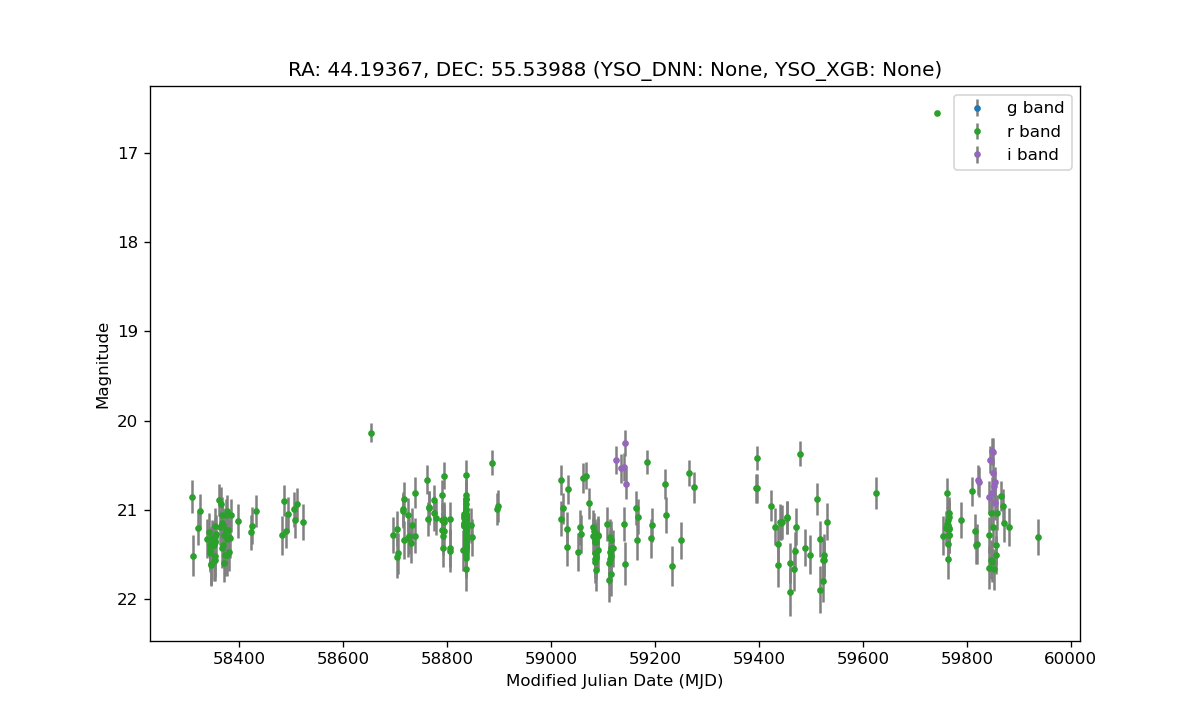 RA: 44.19367, DEC: 55.53988 (YSO_DNN: None, YSO_XGB: None)
g band
r band
i band
17
18
19
20
21
22
Magnitude
58400 58600 58800 59000 59200 59400 59600 59800 60000
Modified Julian Date (MJD)